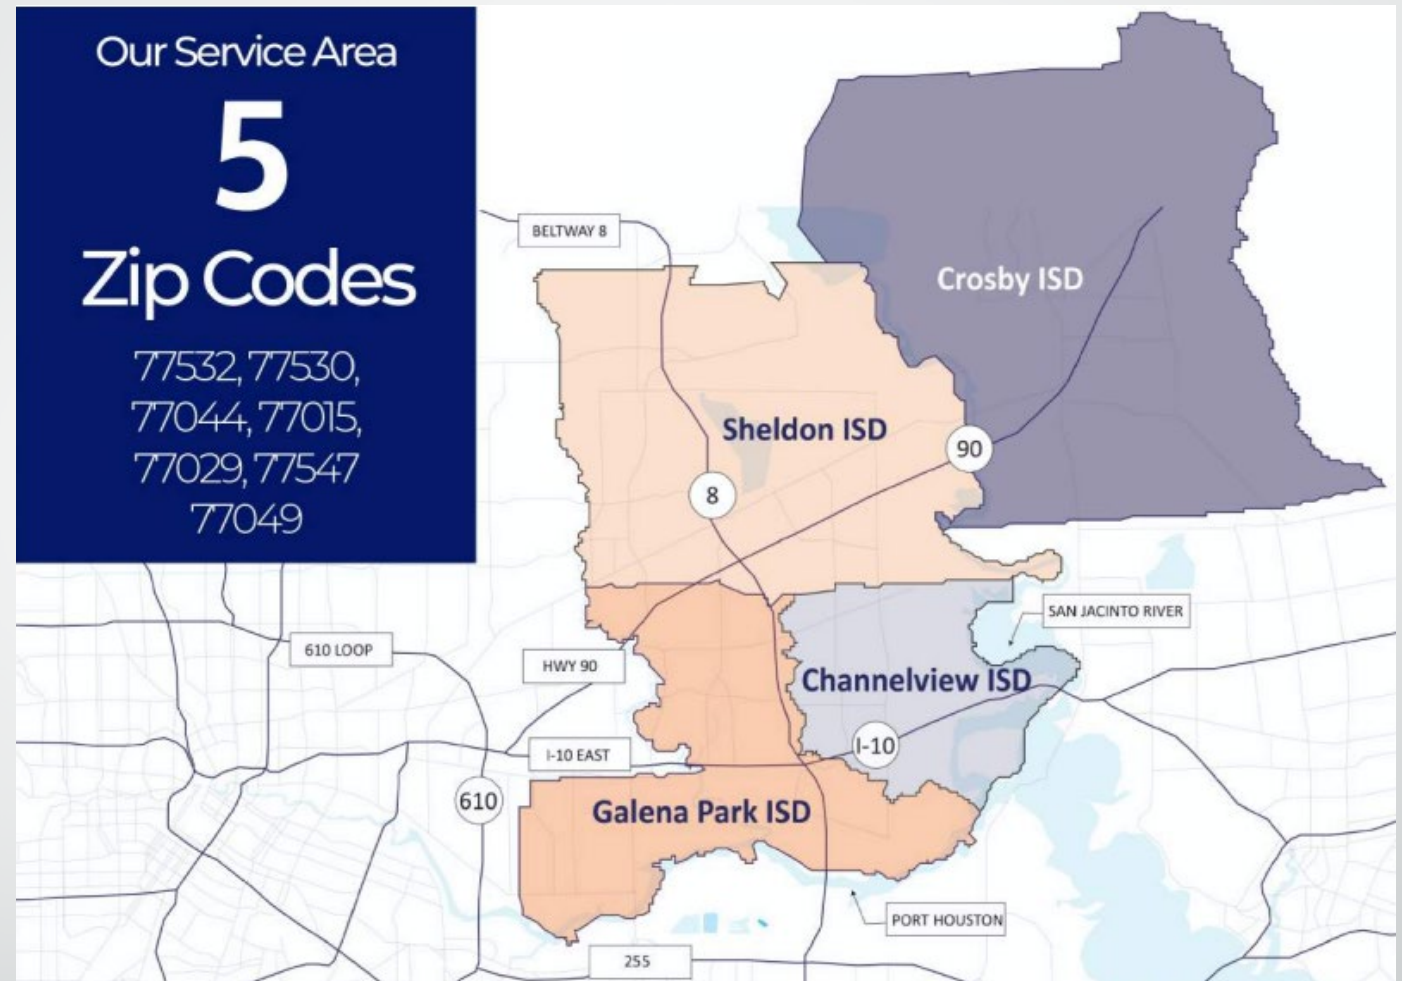 Our Service Area
5
Zip Codes
77532, 77530,
77044, 77015,
77029, 77547
77049
BELTWAY 8
Crosby ISD
Sheldon ISD
90
8
SAN JACINTO RIVER
610 LOOP
HWY 90
Channelview ISD
I-10 EAST
I-10
610
Galena Park ISD
PORT HOUSTON
255